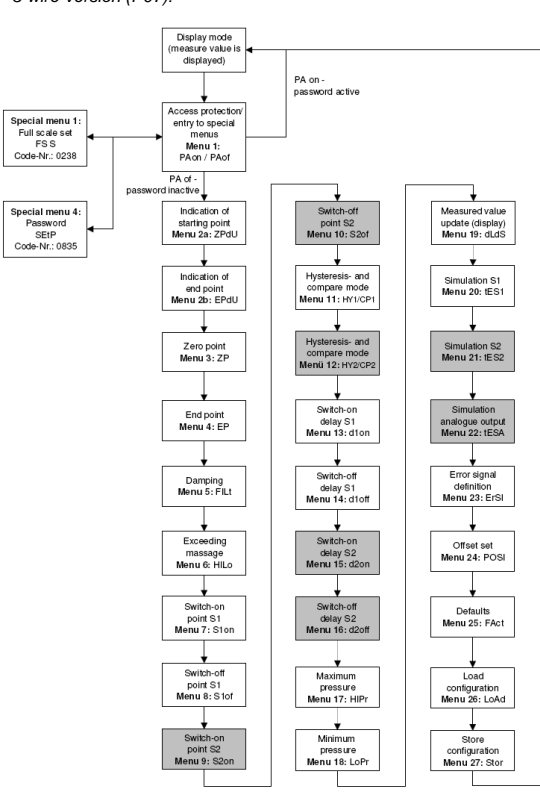 3-wire version (P07):
Display mode
(measure value is
displayed)
PA on -
password active
Access protection/
entry to special
menus
Menu 1:
PAon / PAof
Special menu 1:
Full scale set
FS S
Code-Nr.: 0238
PA of -
password inactive
Special menu 4:
Password
SEtP
Code-Nr.: 0835
Indication of
starting point
Menu 2a: ZPdU
Indication of
end point
Menu 2b: EPdU
Zero point
Menu 3: ZP
End point
Menu 4: EP
Damping
Menu 5: FILt
Exceeding
massage
Menu 6: HILo
Switch-on
point S1
Menu 7: S1on
Switch-off
point S1
Menu 8: S1of
Switch-on
point S2
Menu 9: S2on
Switch-off
point S2
Menu 10: S2of
Hysteresis- and
compare mode
Menu 11: HY1/CP1
Hysteresis- and
compare mode
Menü 12: HY2/CP2
Switch-on
delay S1
Menu 13: d1on
Switch-off
delay S1
Menu 14: d1off
Switch-on
delay S2
Menu 15: d2on
Switch-off
delay S2
Menu 16: d2off
Maximum
pressure
Menu 17: HIPr
Minimum
pressure
Menu 18: LoPr
Measured value
update (display)
Menu 19: dLdS
Simulation S1
Menu 20: tES1
Simulation S2
Menu 21: tES2
Simulation
analogue output
Menu 22: tESA
Error signal
definition
Menu 23: ErSI
Offset set
Menu 24: POSI
Defaults
Menu 25: FAct
Load
configuration
Menu 26: LoAd
Store
configuration
Menu 27: Stor